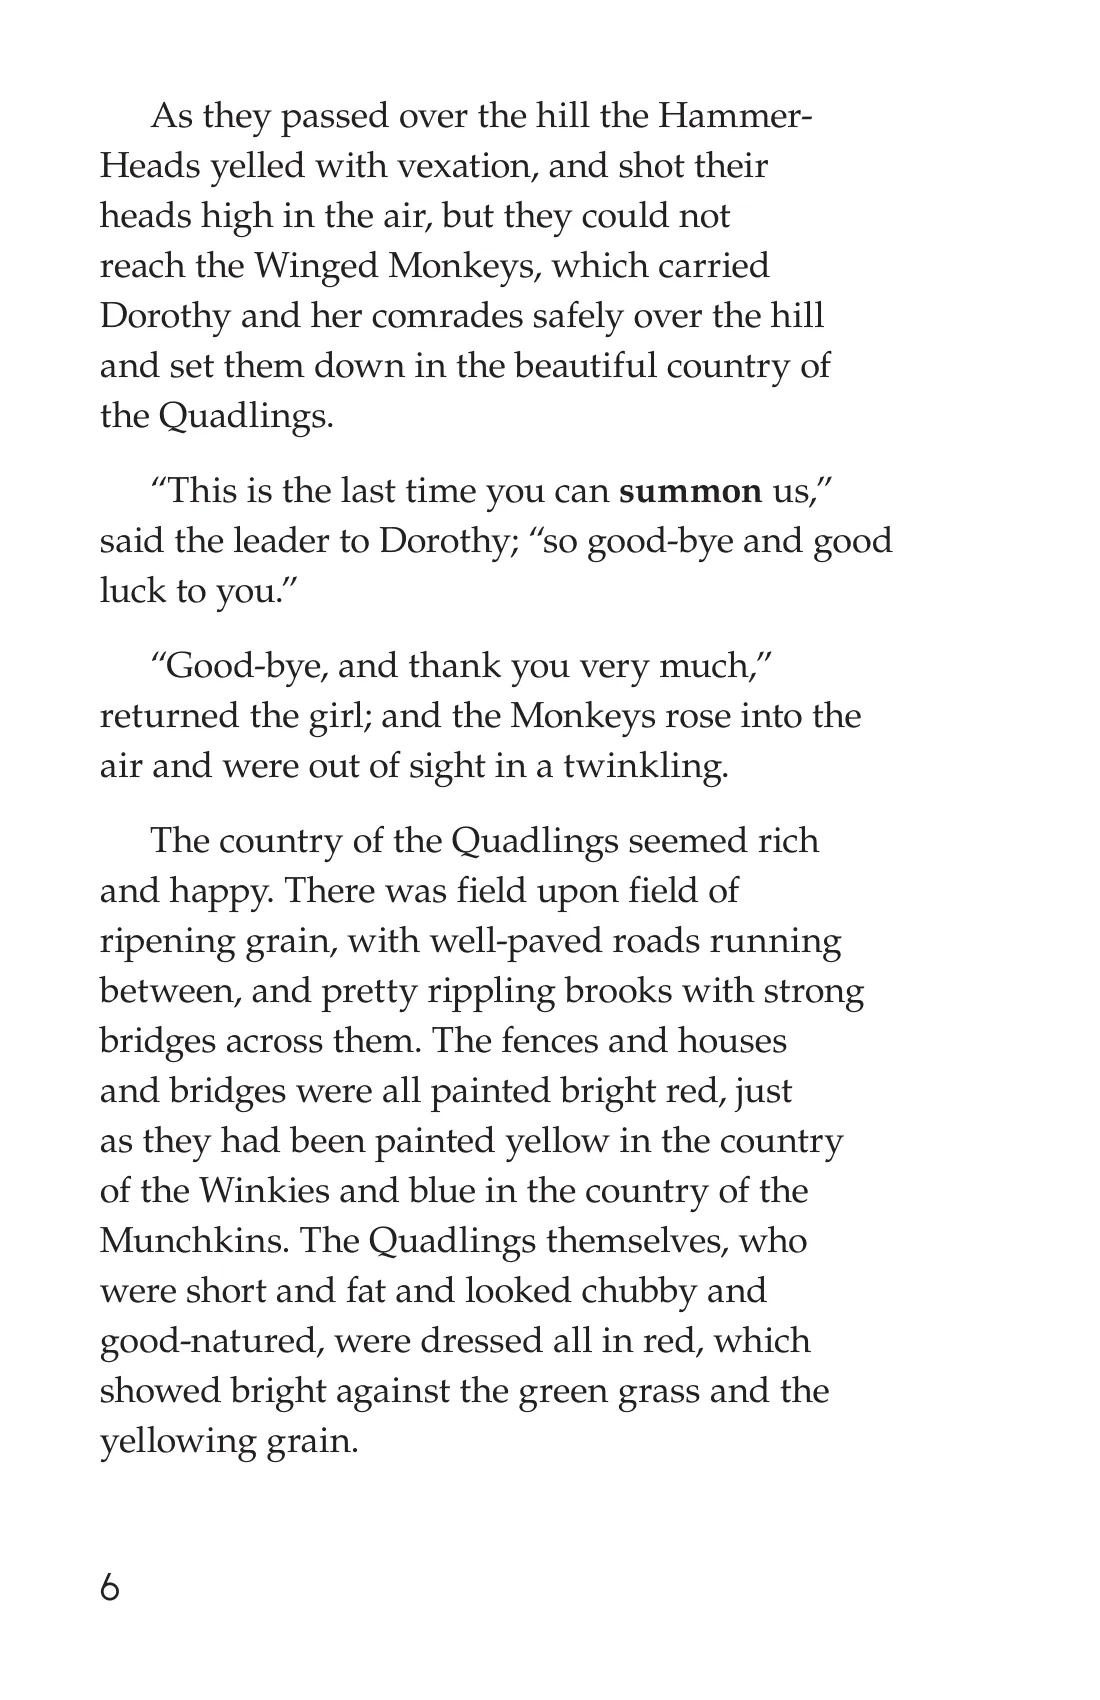 As they passed over the hill the Hammer-
Heads yelled with vexation, and shot their
heads high in the air, but they could not
reach the Winged Monkeys, which carried
Dorothy and her comrades safely over the hill
and set them down in the beautiful country of
the Quadlings.
“This is the last time you can summon us,”
said the leader to Dorothy; “so good-bye and good
luck to you.”
“Good-bye, and thank you very much,”
returned the girl; and the Monkeys rose into the
air and were out of sight in a twinkling.
The country of the Quadlings seemed rich
and happy. There was field upon field of
ripening grain, with well-paved roads running
between, and pretty rippling brooks with strong
bridges across them. The fences and houses
and bridges were all painted bright red, just
as they had been painted yellow in the country
of the Winkies and blue in the country of the
Munchkins. The Quadlings themselves, who
were short and fat and looked chubby and
good-natured, were dressed all in red, which
showed bright against the green grass and the
yellowing grain.
6